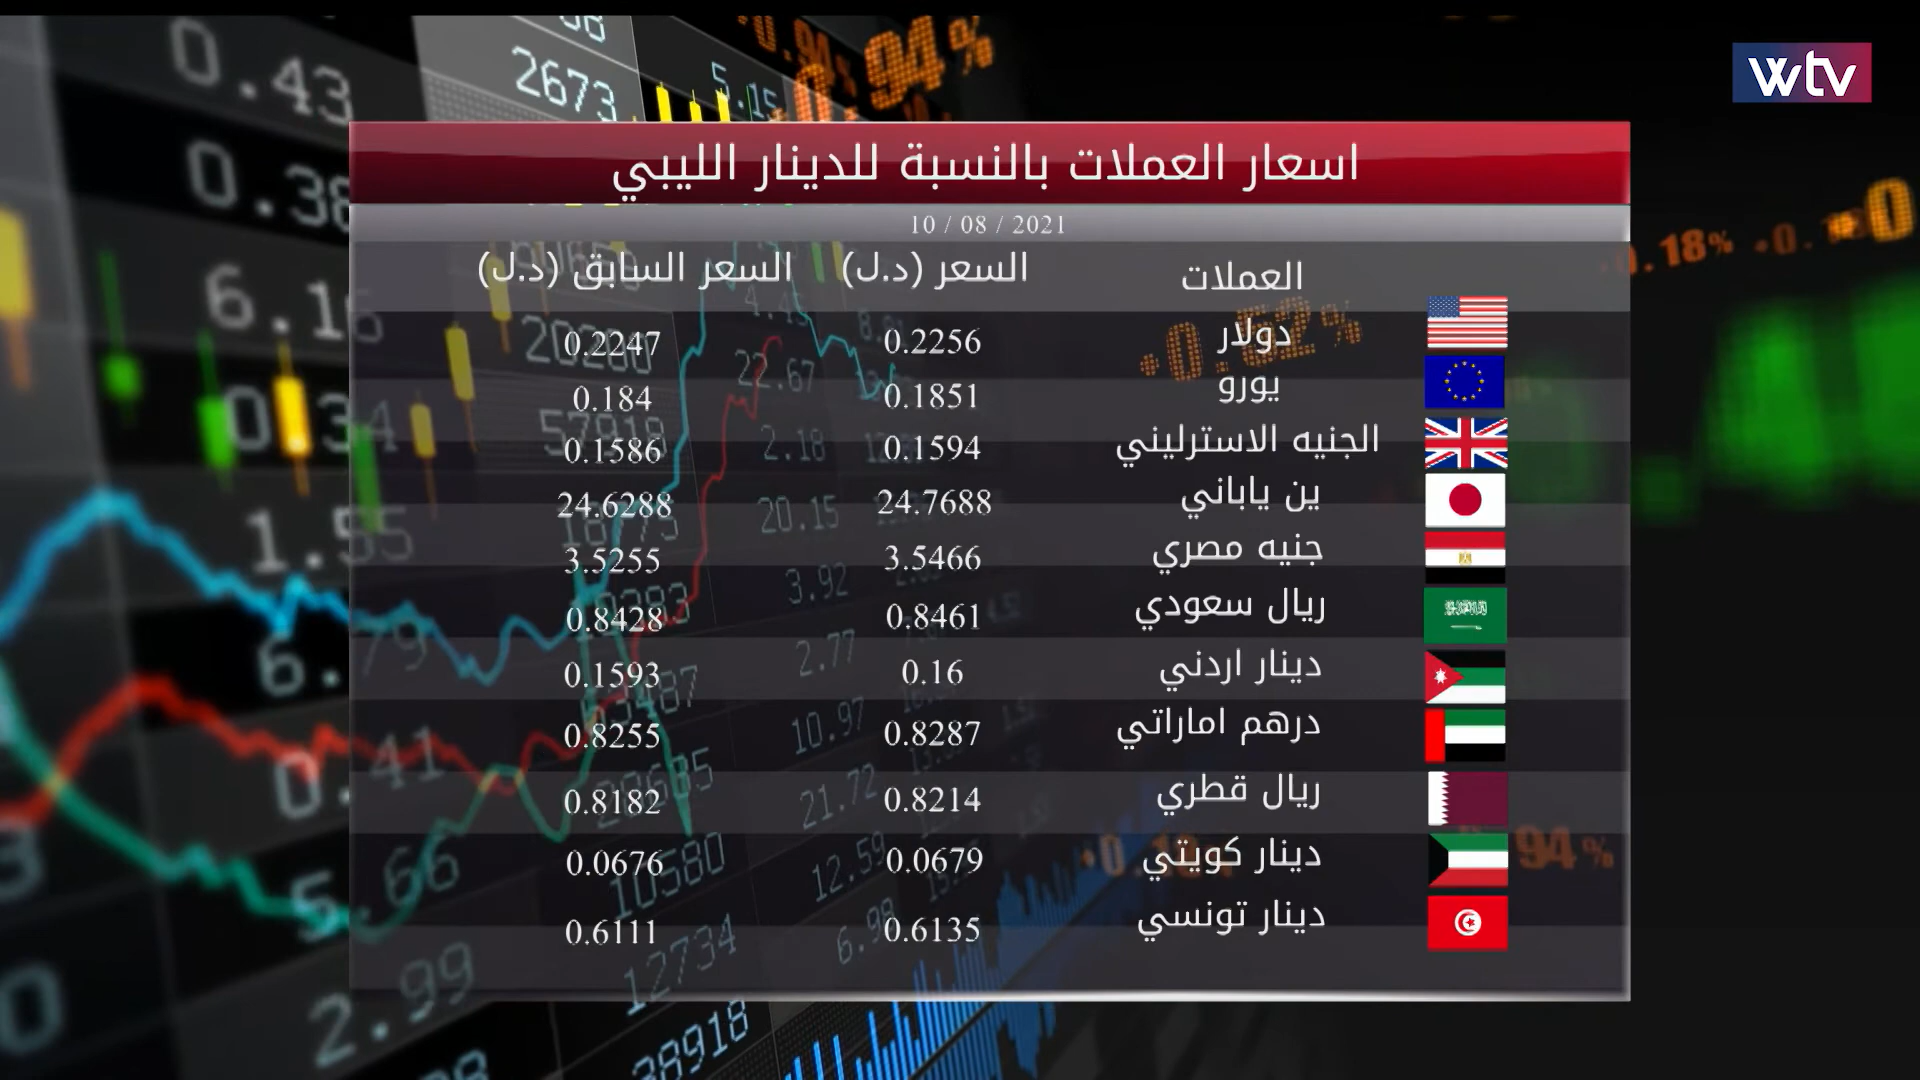 wtv
اسعار العملات بالنسبة للدينار الليبي
10 / 08 / 2021
العملات السعر (د.ل) السعر السابق (د.ل)
دولار 0.2256 0.2247
يورو 0.1851 0.184
الجنيه الاسترليني 0.1594 0.1586
ين ياباني 24.7688 24.6288
جنيه مصري 3.5466 3.5255
ريال سعودي 0.8461 0.8428
دينار اردني 0.16 0.1593
درهم اماراتي 0.8287 0.8255
ريال قطري 0.8214 0.8182
دينار كويتي 0.0679 0.0676
دينار تونسي 0.6135 0.6111